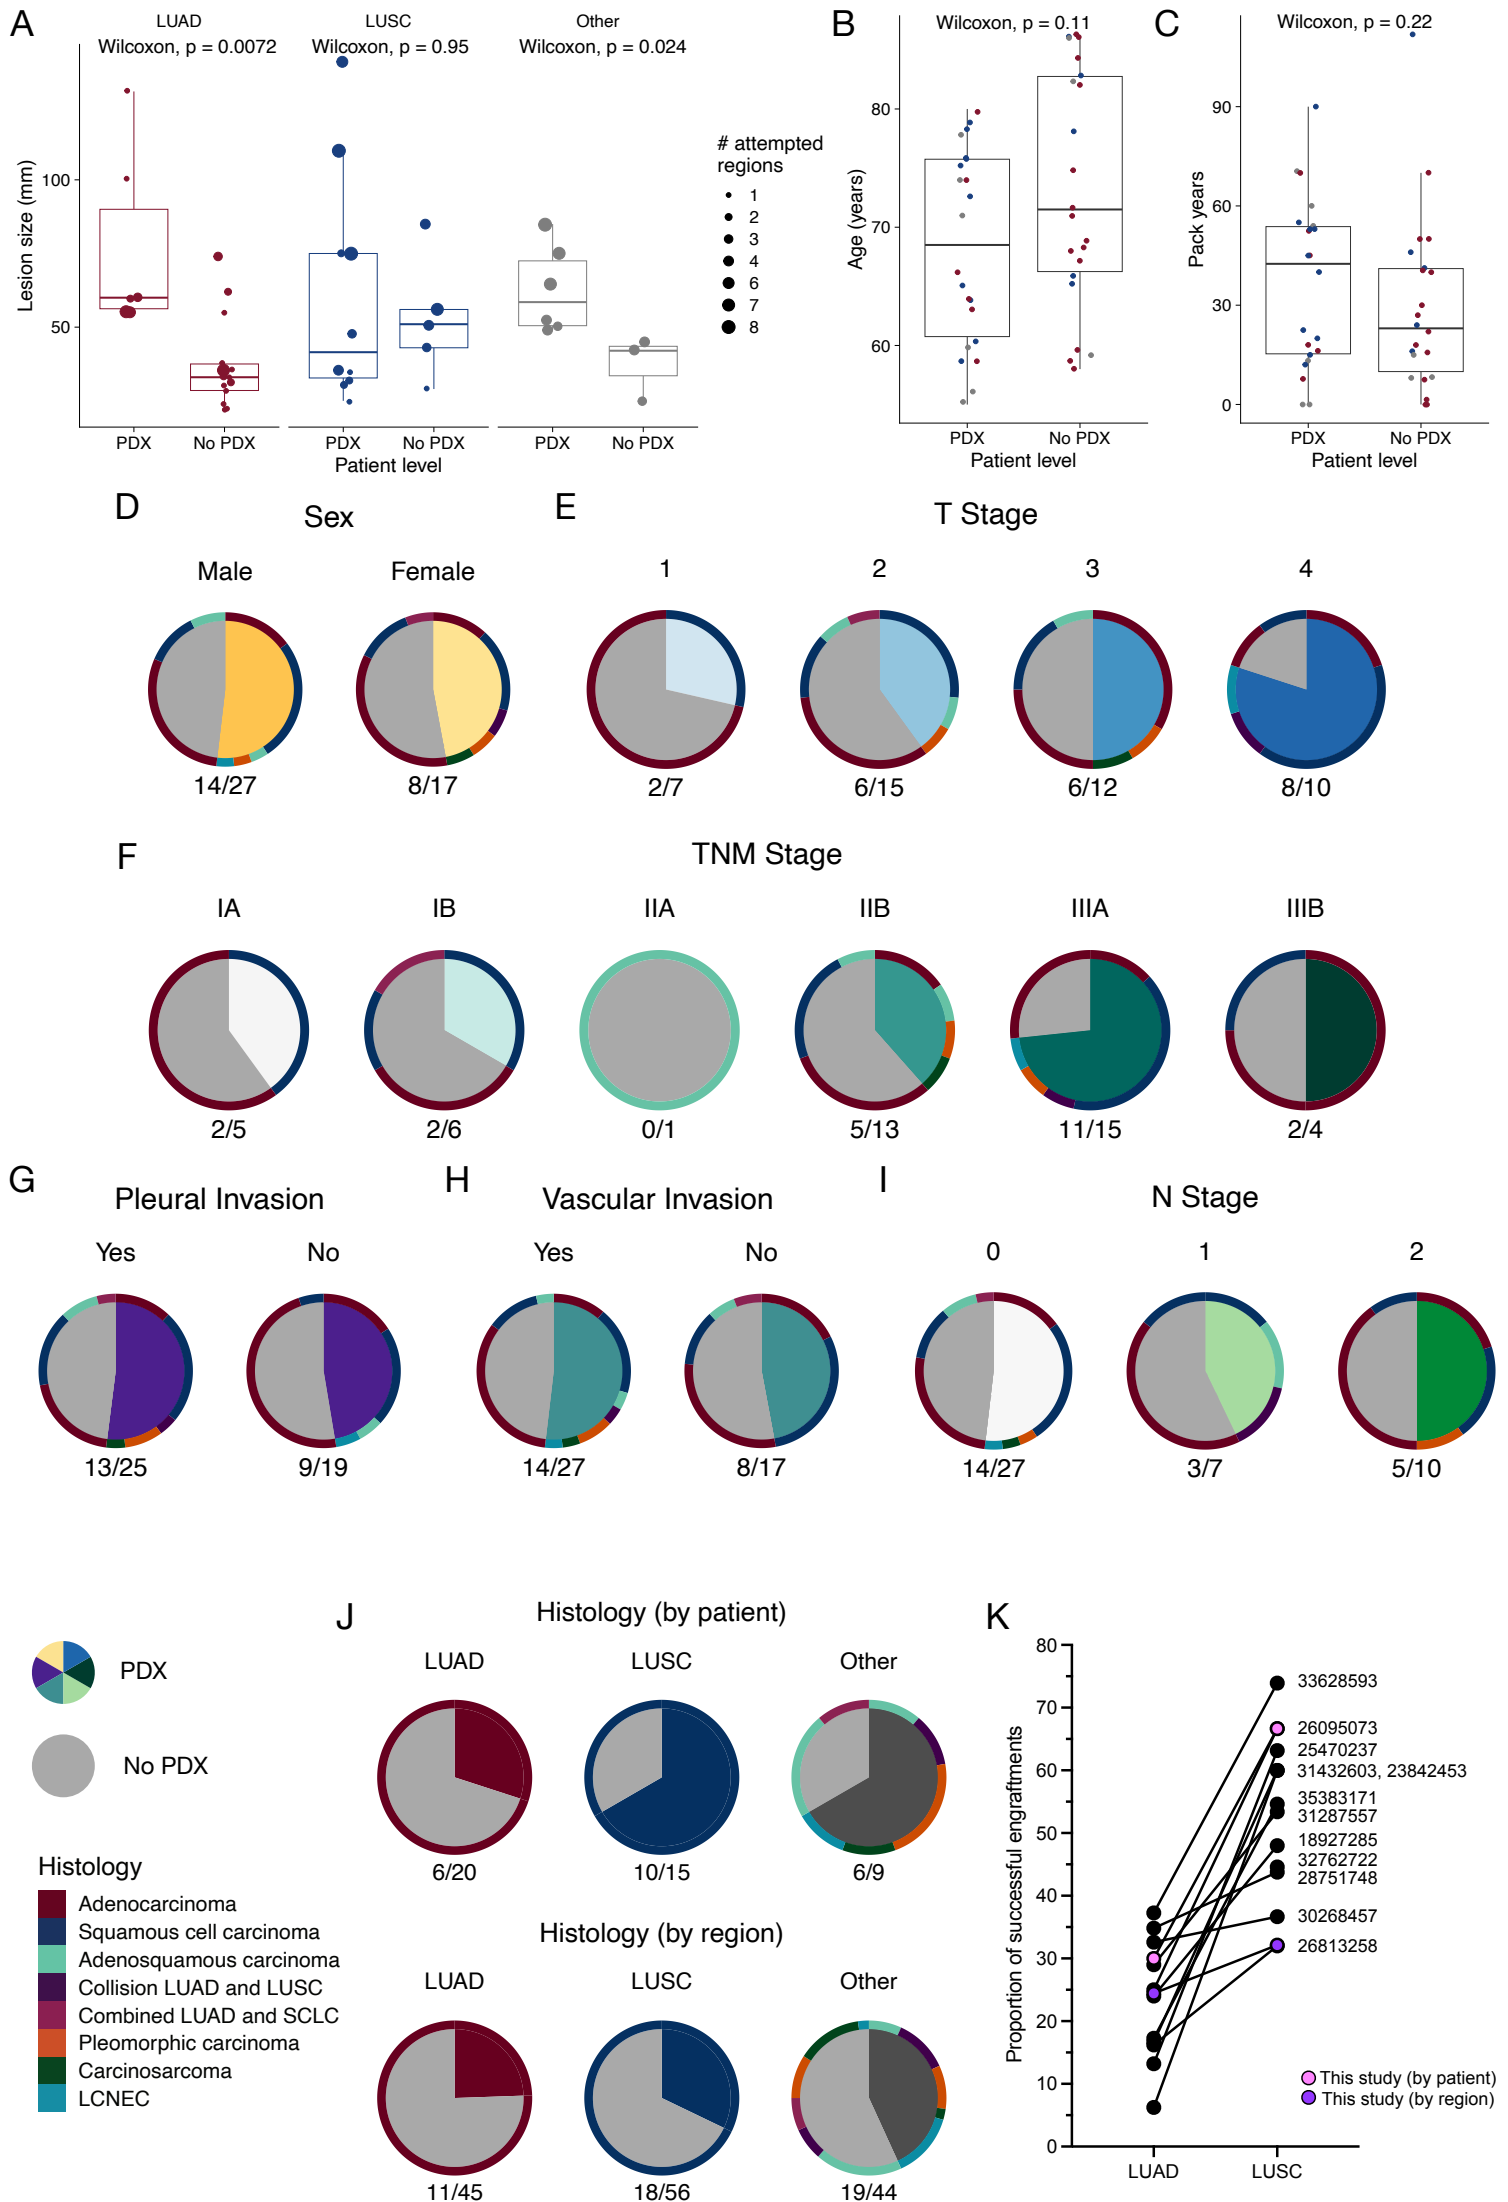 A
LUAD
Wilcoxon, p = 0.0072
LUSC
Wilcoxon, p = 0.95
Other
Wilcoxon, p = 0.024
Lesion size (mm)
100
50
PDX
No PDX
PDX
No PDX
PDX
No PDX
Patient level
# attempted
regions
1
2
3
4
6
7
8
B
Wilcoxon, p = 0.11
Age (years)
80
70
60
PDX
No PDX
Patient level
C
Wilcoxon, p = 0.22
Pack years
90
60
30
0
PDX
No PDX
Patient level
D
Sex
Male
Female
14/27
8/17
E
T Stage
1
2
3
4
2/7
6/15
6/12
8/10
F
TNM Stage
IA
IB
IIA
IIB
IIIA
IIIB
2/5
2/6
0/1
5/13
11/15
2/4
G
Pleural Invasion
Yes
No
13/25
9/19
H
Vascular Invasion
Yes
No
14/27
8/17
I
N Stage
0
1
2
14/27
3/7
5/10
PDX
No PDX
Histology
Adenocarcinoma
Squamous cell carcinoma
Adenosquamous carcinoma
Collision LUAD and LUSC
Combined LUAD and SCLC
Pleomorphic carcinoma
Carcinosarcoma
LCNEC
J
Histology (by patient)
LUAD
LUSC
Other
6/20
10/15
6/9
Histology (by region)
LUAD
LUSC
Other
11/45
18/56
19/44
K
Proportion of successful engraftments
80
70
60
50
40
30
20
10
0
LUAD
LUSC
33628593
26095073
25470237
31432603, 23842453
35383171
31287557
18927285
32762722
28751748
30268457
26813258
This study (by patient)
This study (by region)